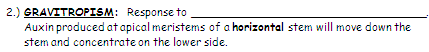 2.) GRAVITROPISM: Response to ______________________________.
Auxin produced at apical meristems of a horizontal stem will move down the
stem and concentrate on the lower side.